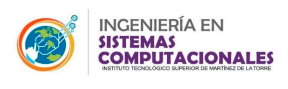 INGENIERÍA EN
SISTEMAS
COMPUTACIONALES
INSTITUTO TECNOLÓGICO SUPERIOR DE MARTÍNEZ DE LA TORRE